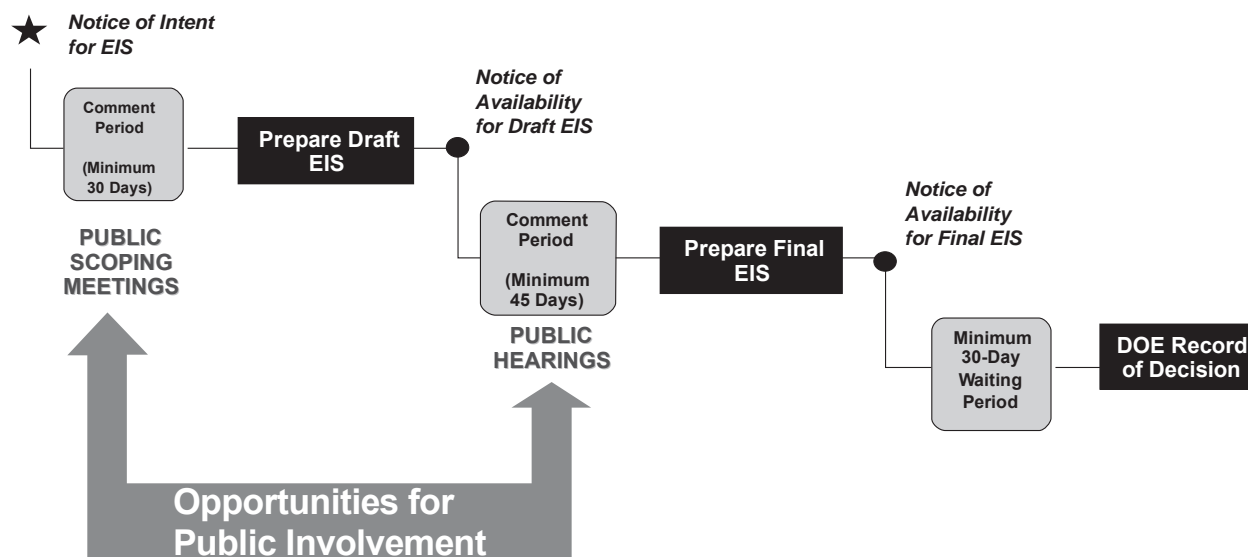 Notice of Intent
for EIS
Comment
Period
(Minimum
30 Days)
PUBLIC
SCOPING
MEETINGS
Prepare Draft
EIS
Notice of
Availability
for Draft EIS
Comment
Period
(Minimum
45 Days)
PUBLIC
HEARINGS
Prepare Final
EIS
Notice of
Availability
for Final EIS
Minimum
30-Day
Waiting
Period
DOE Record
of Decision
Opportunities for
Public Involvement